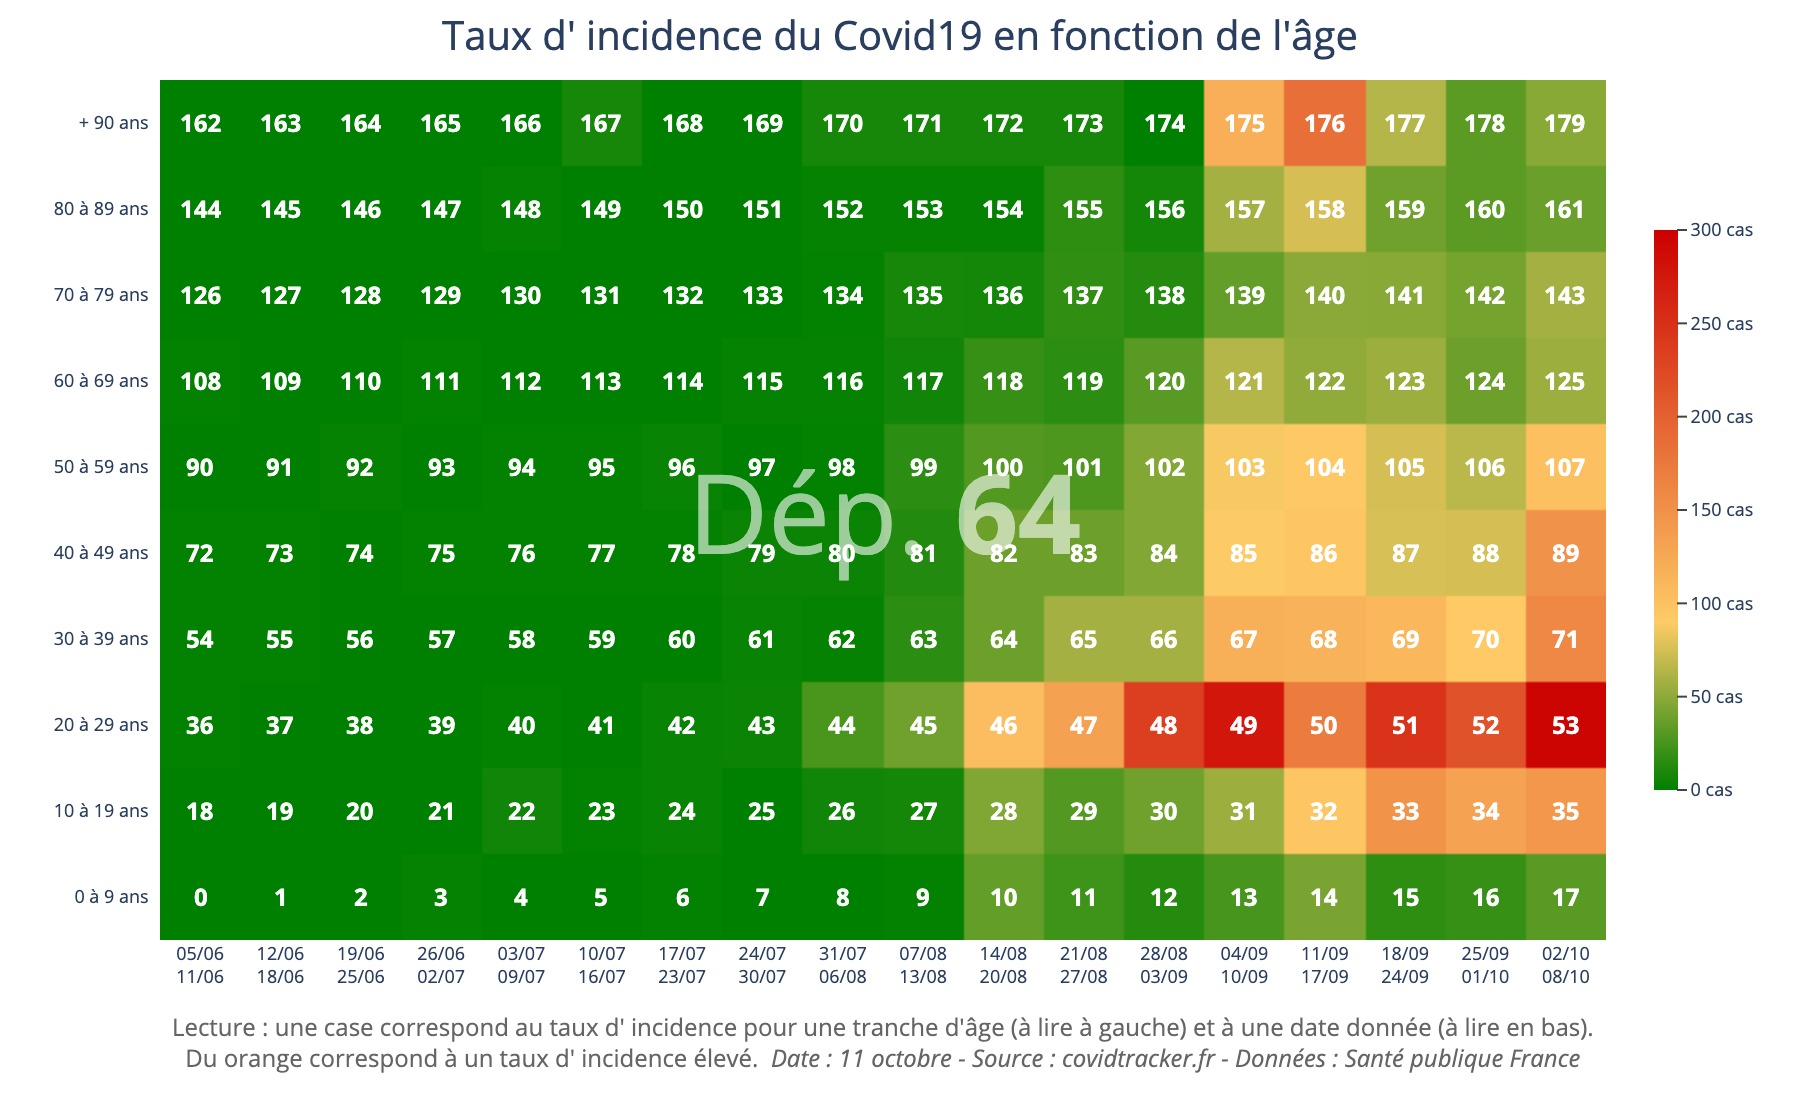 Taux d' incidence du Covid19 en fonction de l'âge
+ 90 ans 162 163 164 165 166 167 168 169 170 171 172 173 174 175 176 177 178 179
80 à 89 ans 144 145 146 147 148 149 150 151 152 153 154 155 156 157 158 159 160 161
70 à 79 ans 126 127 128 129 130 131 132 133 134 135 136 137 138 139 140 141 142 143
60 à 69 ans 108 109 110 111 112 113 114 115 116 117 118 119 120 121 122 123 124 125
50 à 59 ans 90 91 92 93 94 95 96 97 98 99 100 101 102 103 104 105 106 107
Dép. 64
40 à 49 ans 72 73 74 75 76 77 78 79 80 81 82 83 84 85 86 87 88 89
30 à 39 ans 54 55 56 57 58 59 60 61 62 63 64 65 66 67 68 69 70 71
20 à 29 ans 36 37 38 39 40 41 42 43 44 45 46 47 48 49 50 51 52 53
10 à 19 ans 18 19 20 21 22 23 24 25 26 27 28 29 30 31 32 33 34 35
0 à 9 ans 0 1 2 3 4 5 6 7 8 9 10 11 12 13 14 15 16 17
05/06 12/06 19/06 26/06 03/07 10/07 17/07 24/07 31/07 07/08 14/08 21/08 28/08 04/09 11/09 18/09 25/09 02/10
11/06 18/06 25/06 02/07 09/07 16/07 23/07 30/07 06/08 13/08 20/08 27/08 03/09 10/09 17/09 24/09 01/10 08/10
300 cas
250 cas
200 cas
150 cas
100 cas
50 cas
0 cas
Lecture : une case correspond au taux d' incidence pour une tranche d'âge (à lire à gauche) et à une date donnée (à lire en bas).
Du orange correspond à un taux d' incidence élevé. Date : 11 octobre - Source : covidtracker.fr - Données : Santé publique France